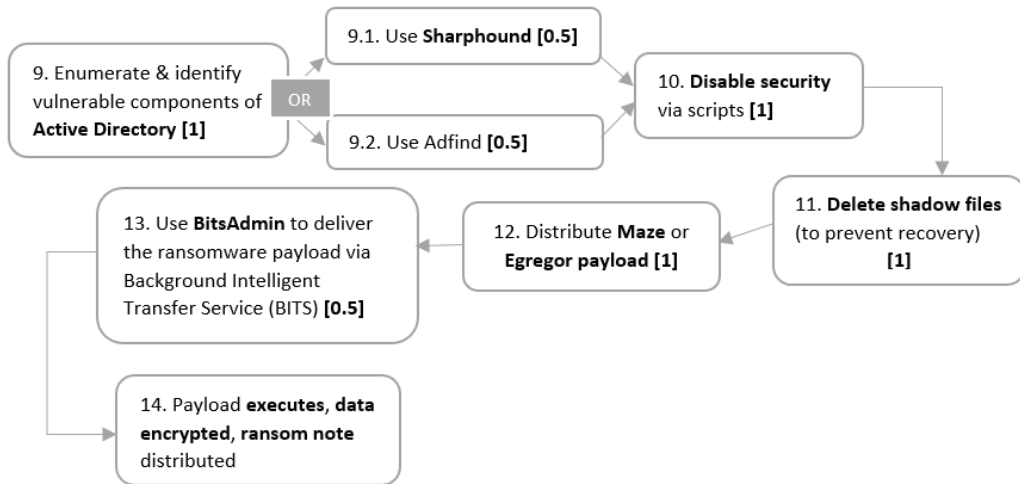 9. Enumerate & identify
vulnerable components of
Active Directory [1]
OR
9.1. Use Sharphound [0.5]
9.2. Use Adfind [0.5]
10. Disable security
via scripts [1]
11. Delete shadow files
(to prevent recovery)
[1]
12. Distribute Maze or
Egregor payload [1]
13. Use BitsAdmin to deliver
the ransomware payload via
Background Intelligent
Transfer Service (BITS) [0.5]
14. Payload executes, data
encrypted, ransom note
distributed